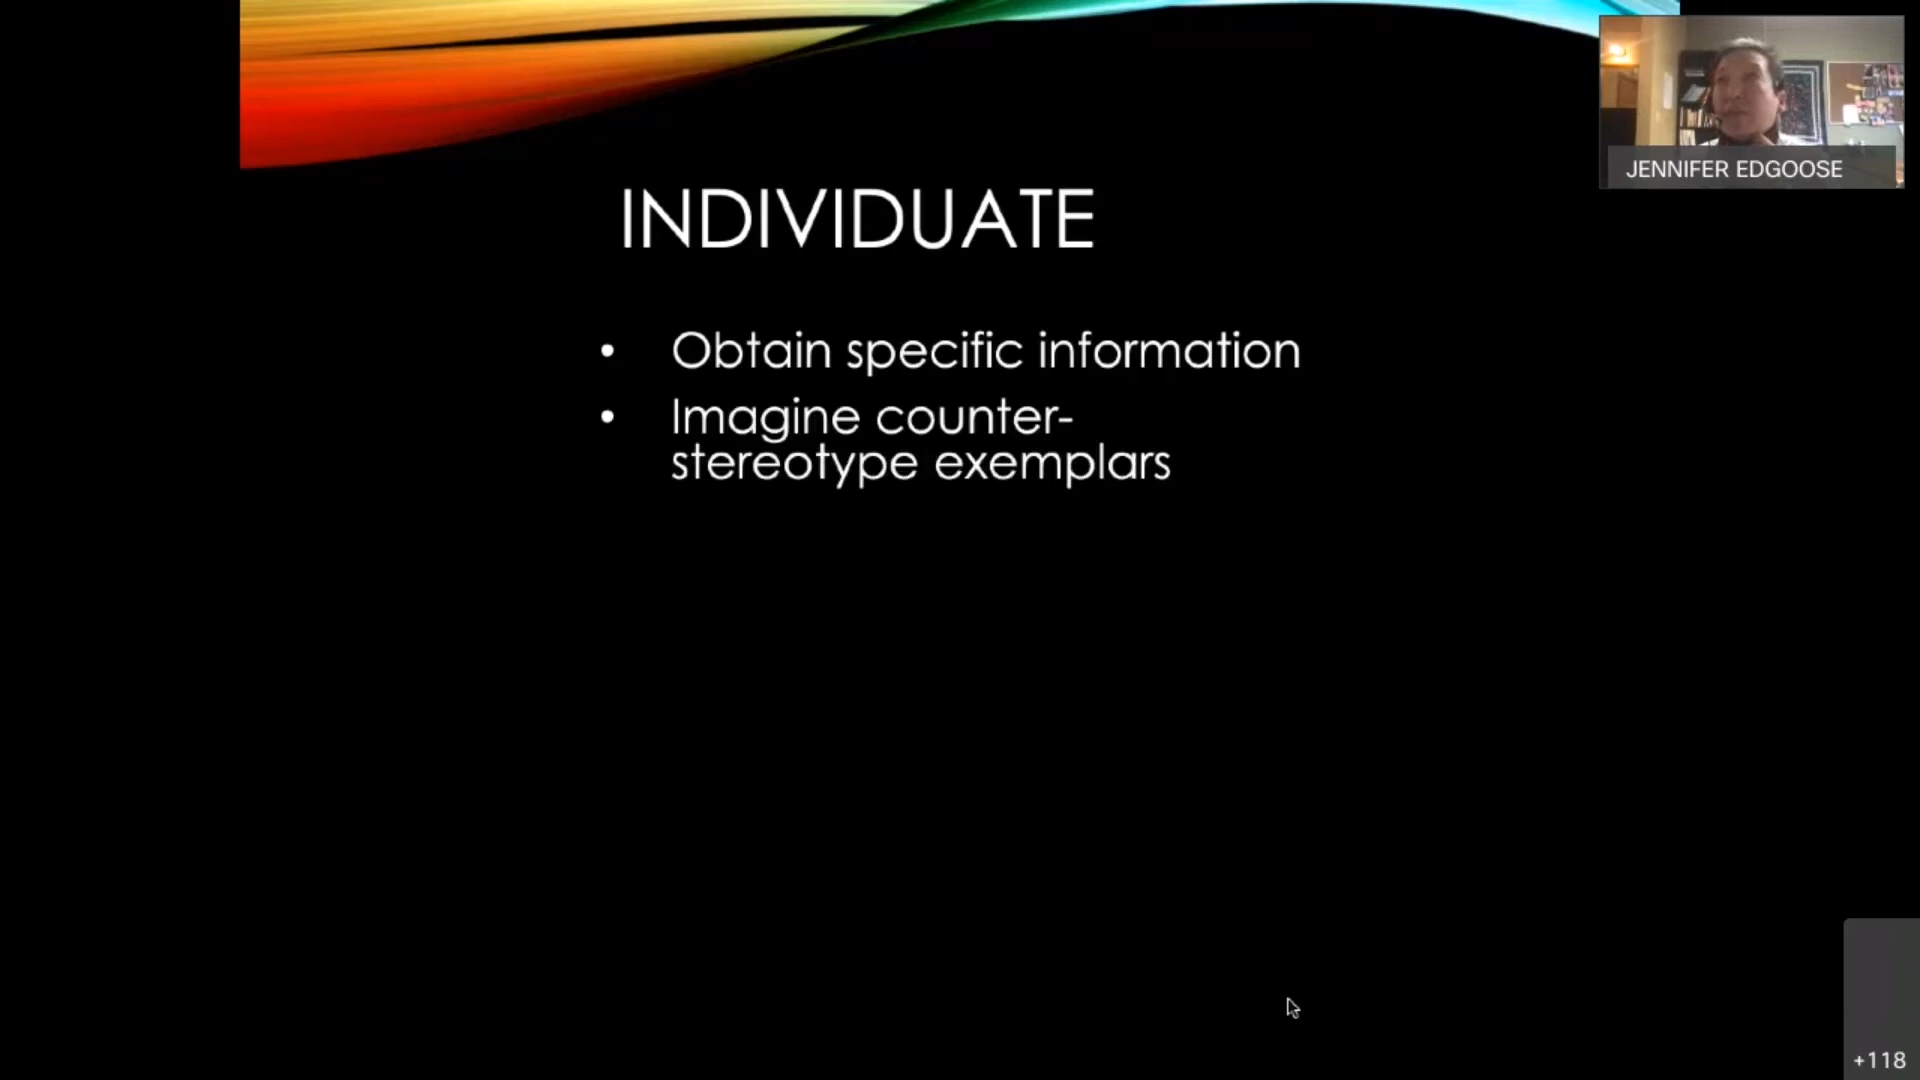 JENNIFER EDGOOSE
INDIVIDUATE
• Obtain specific information
• Imagine counter-
stereotype exemplars
+118